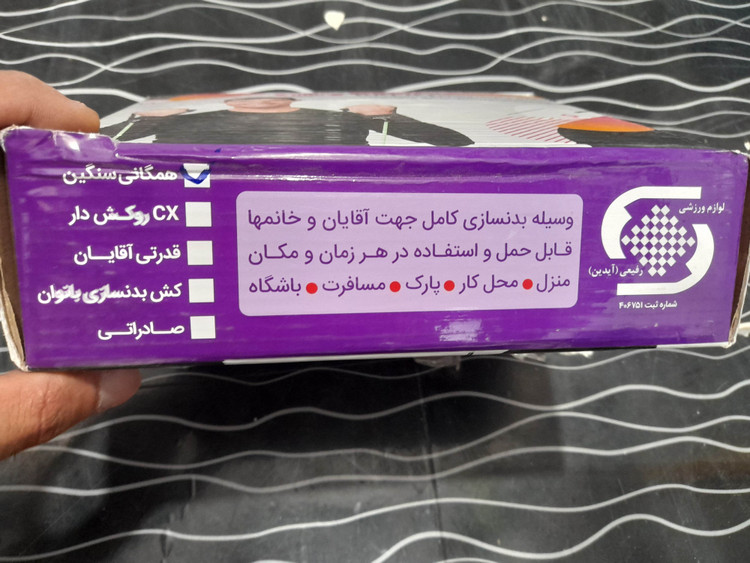 لوازم ورزشی
رفیعی (آیدین)
شماره ثبت ۴۰۶۷۵۱
وسیله بدنسازی کامل جهت آقایان و خانمها
قابل حمل و استفاده در هر زمان و مکان
منزل ● محل کار ● پارک ● مسافرت ● باشگاه
همگانی سنگین
CX روکش دار
قدرتی آقایان
کش بدنسازی بانوان
صادراتی